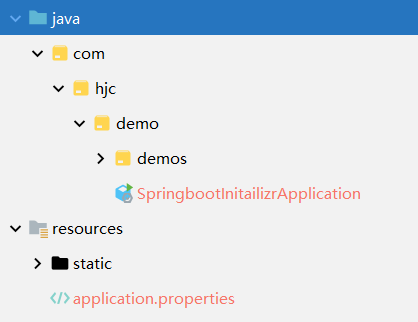 java
com
hjc
demo
demos
SpringbootInitailizrApplication
resources
static
application.properties